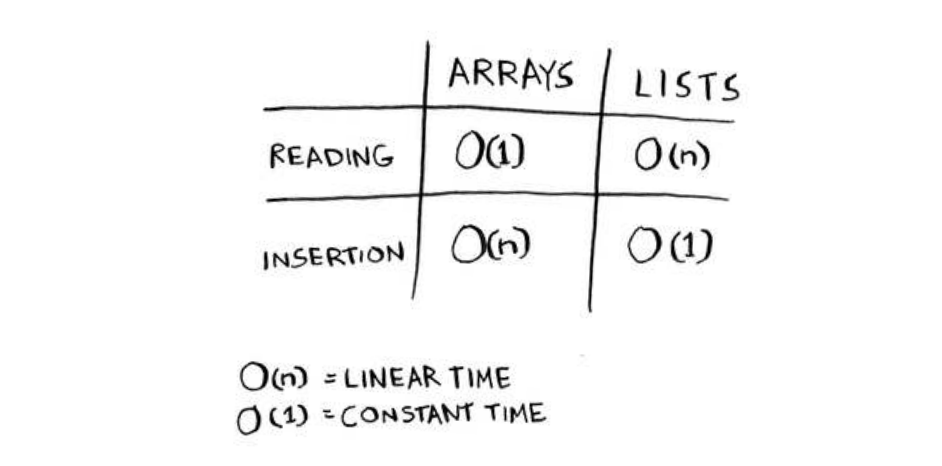 ARRAYS LISTS
READING O(1) O(n)
INSERTION O(n) O(1)
O(n) = LINEAR TIME
O(1) = CONSTANT TIME